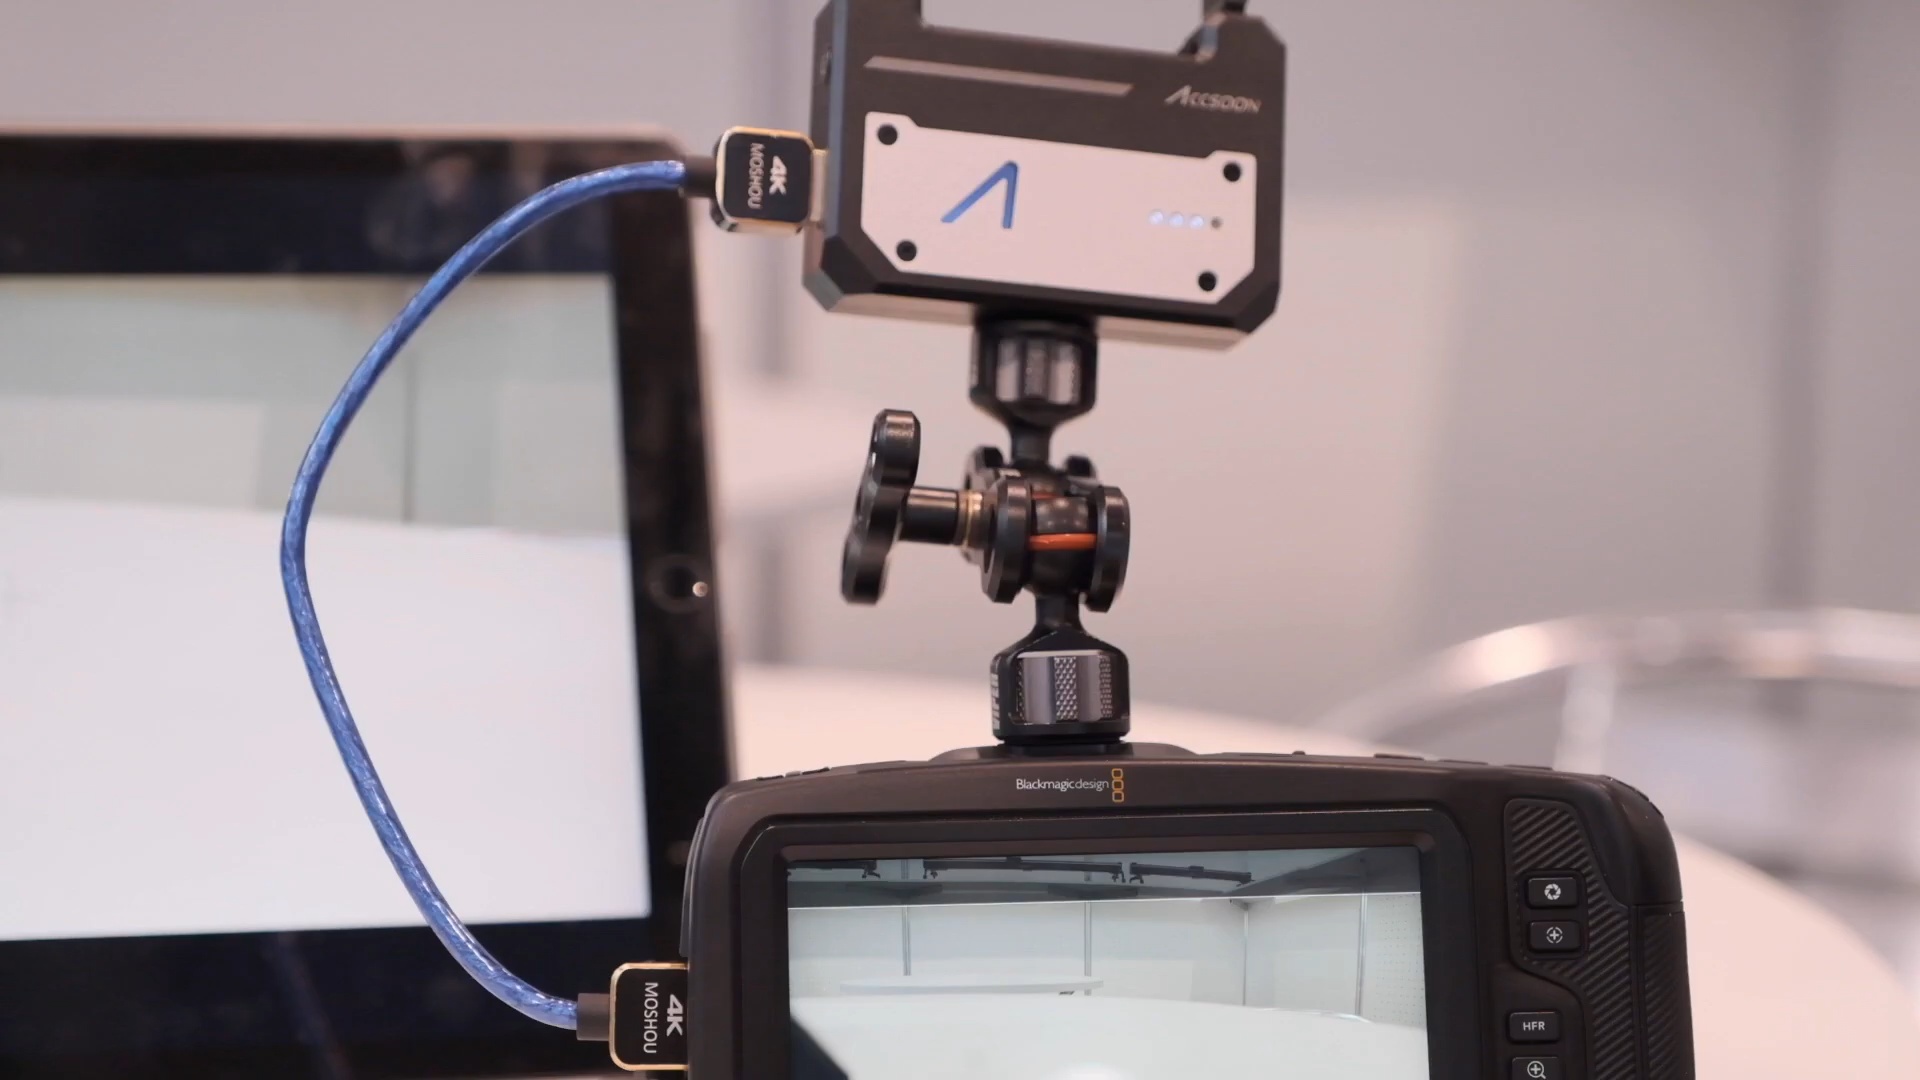 ACCSOON
4K
MOSHOU
Blackmagicdesign
4K
MOSHOU
HFR